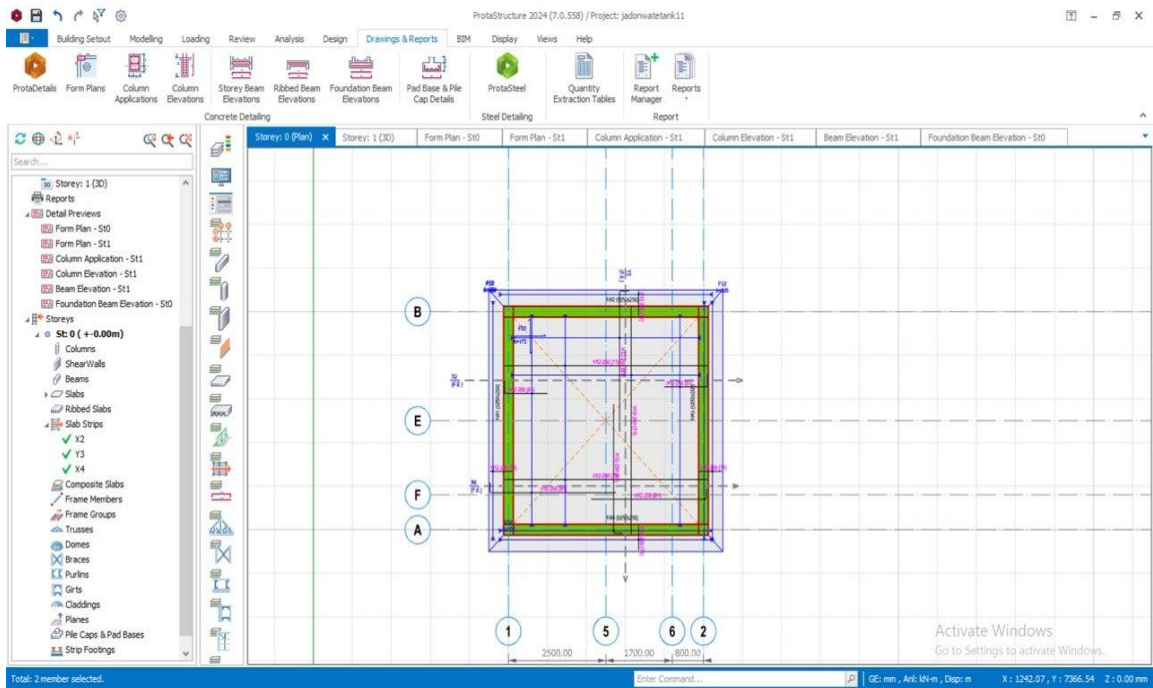 ProtaStructure 2024 (7.0.558) / Project: jadonwatetank11
Building Setout Modelling Loading Review Analysis Design Drawings & Reports BIM Display Views Help
ProtaDetails Form Plans Column Applications Column Elevations Storey Beam Elevations Ribbed Beam Elevations Foundation Beam Elevations Pad Base & Pile Cap Details ProtaSteel Quantity Extraction Tables Report Manager Reports
Concrete Detailing Steel Detailing Report
Storey: 0 (Plan) Storey: 1 (3D) Form Plan - St0 Form Plan - St1 Column Application - St1 Column Elevation - St1 Beam Elevation - St1 Foundation Beam Elevation - St0
Search...
Storey: 1 (3D)
Reports
Detail Previews
Form Plan - St0
Form Plan - St1
Column Application - St1
Column Elevation - St1
Beam Elevation - St1
Foundation Beam Elevation - St0
Storeys
St: 0 ( +-0.00m)
Columns
ShearWalls
Beams
Slabs
Ribbed Slabs
Slab Strips
X2
Y3
X4
Composite Slabs
Frame Members
Frame Groups
Trusses
Domes
Braces
Purlins
Girts
Claddings
Planes
Pile Caps & Pad Bases
Strip Footings
B
E
F
A
1 5 6 2
2500.00 1700.00 800.00
Activate Windows
Go to Settings to activate Windows.
Total: 2 member selected. Enter Command... GE: mm , Anl: kN-m , Disp: m X : 1242.07 , Y : 7366.54 Z : 0.00 mm